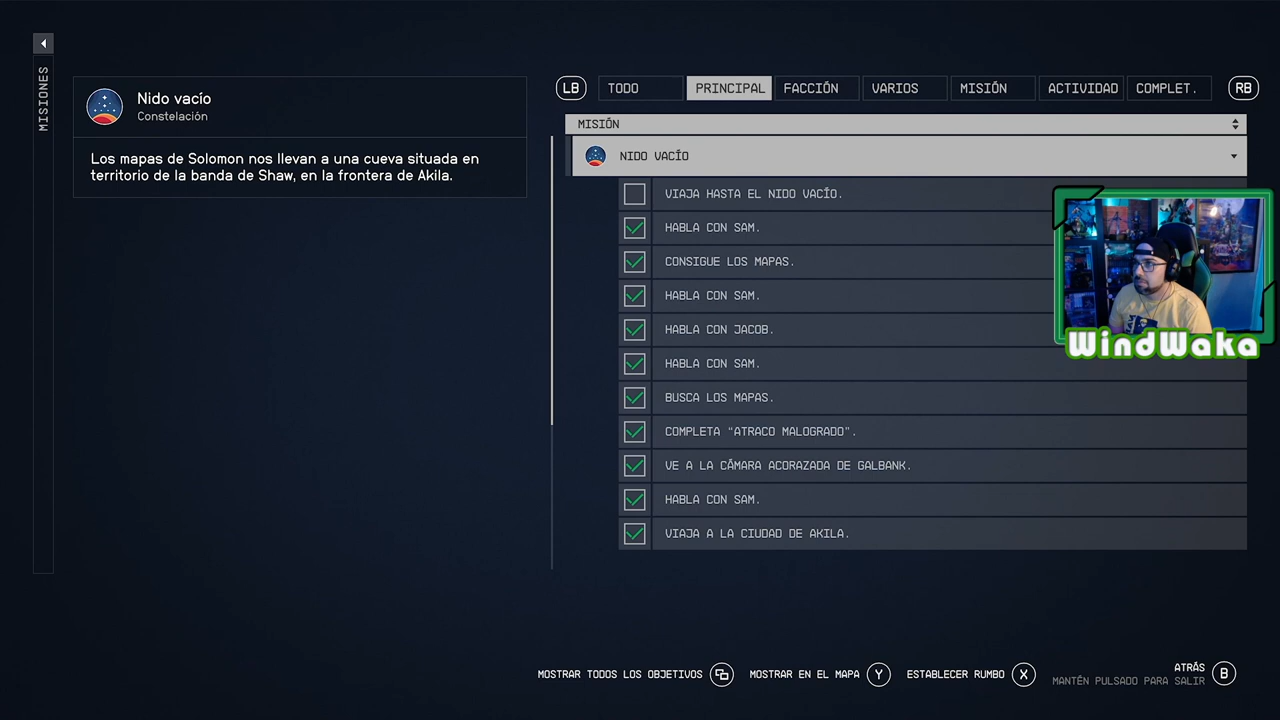 MISIONES
Nido vacío
Constelación
Los mapas de Solomon nos llevan a una cueva situada en
territorio de la banda de Shaw, en la frontera de Akila.
LB TODO PRINCIPAL FACCIÓN VARIOS MISIÓN ACTIVIDAD COMPLET. RB
MISIÓN
NIDO VACÍO
VIAJA HASTA EL NIDO VACÍO.
HABLA CON SAM.
CONSIGUE LOS MAPAS.
HABLA CON SAM.
HABLA CON JACOB.
HABLA CON SAM.
BUSCA LOS MAPAS.
COMPLETA "ATRACO MALOGRADO".
VE A LA CÁMARA ACORAZADA DE GALBANK.
HABLA CON SAM.
VIAJA A LA CIUDAD DE AKILA.
WindWaka
MOSTRAR TODOS LOS OBJETIVOS MOSTRAR EN EL MAPA Y ESTABLECER RUMBO X ATRÁS B
MANTÉN PULSADO PARA SALIR